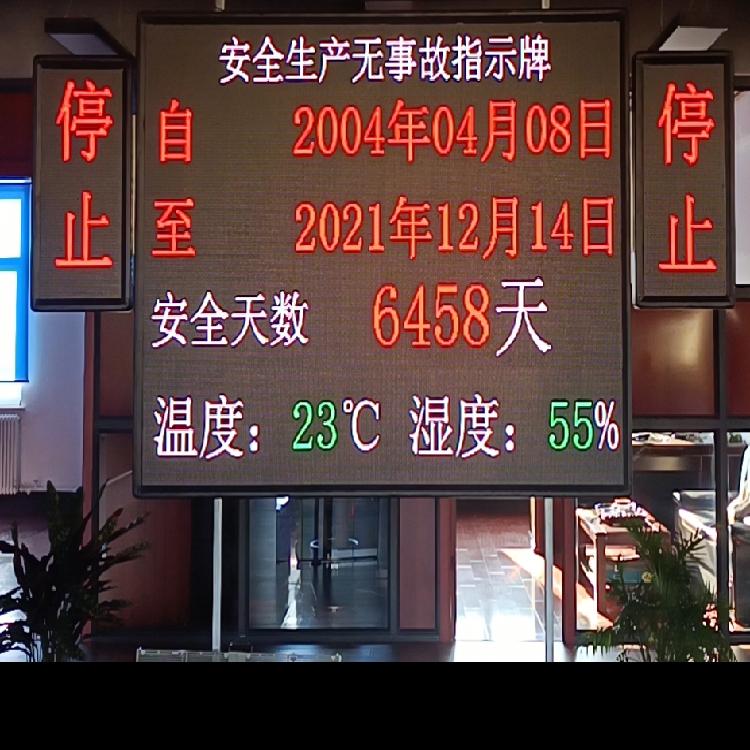 安全生产无事故指示牌
停止
自 2004年04月08日
至 2021年12月14日
安全天数 6458天
温度：23℃ 湿度：55%
停止